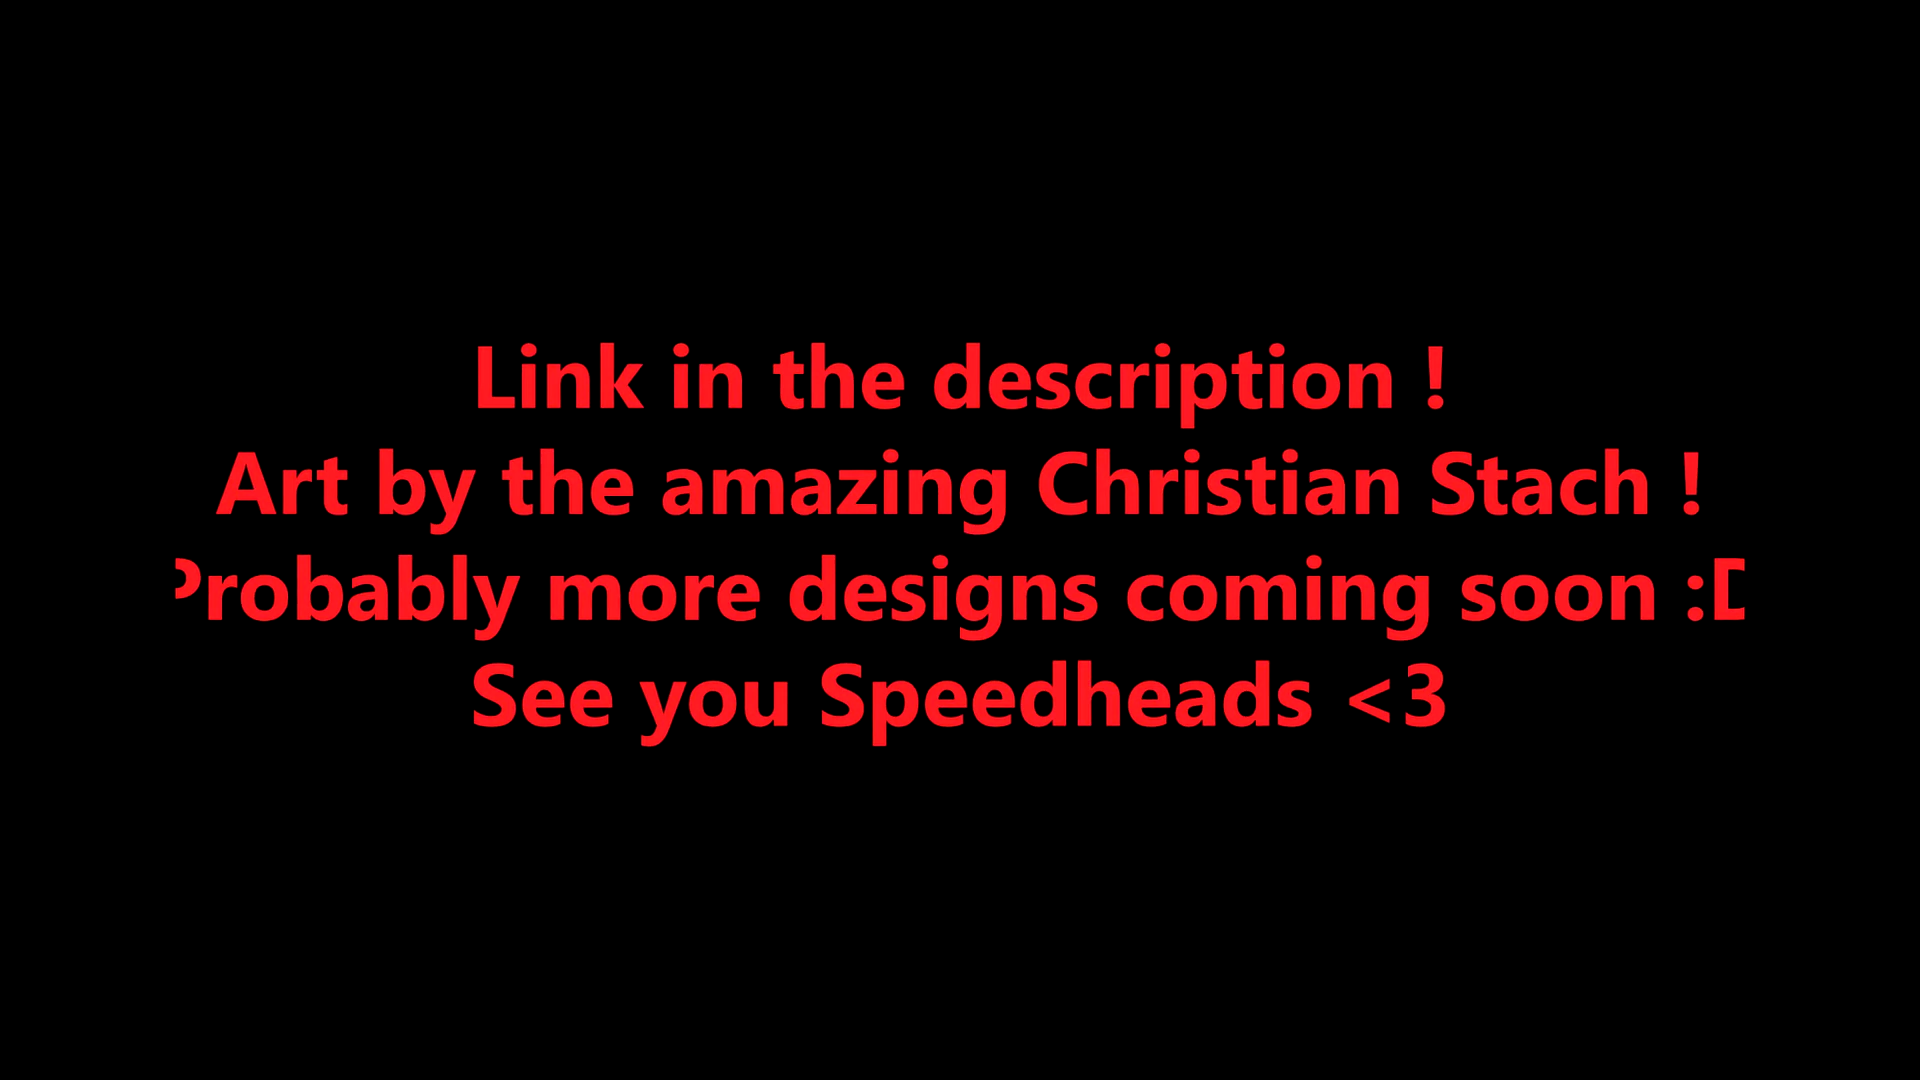 Link in the description !
Art by the amazing Christian Stach !
Probably more designs coming soon :D
See you Speedheads <3